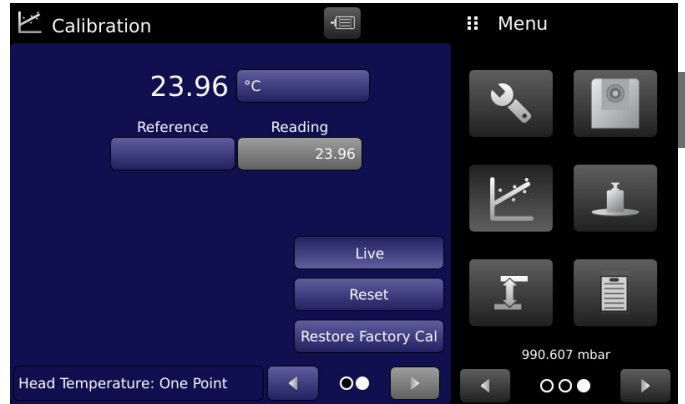 Calibration
Menu
23.96 °C
Reference Reading
23.96
Live
Reset
Restore Factory Cal
990.607 mbar
Head Temperature: One Point